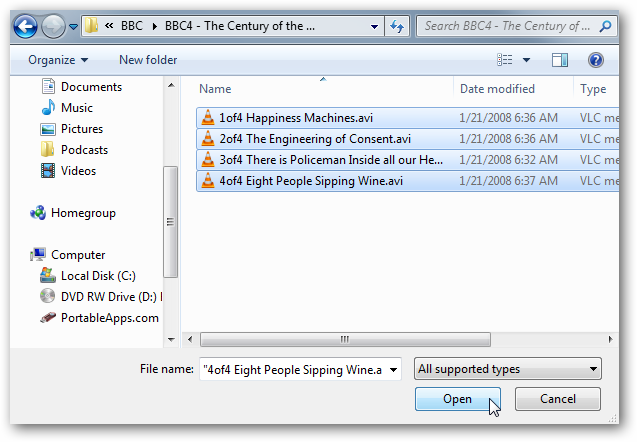 « BBC BBC4 - The Century of the ... Search BBC4 - The Century of ...
Organize New folder
Documents
Music
Pictures
Podcasts
Videos
Homegroup
Computer
Local Disk (C:)
DVD RW Drive (D:)
PortableApps.com
Name Date modified Type
1of4 Happiness Machines.avi 1/21/2008 6:36 AM VLC me
2of4 The Engineering of Consent.avi 1/21/2008 6:36 AM VLC me
3of4 There is Policeman Inside all our He... 1/21/2008 6:32 AM VLC me
4of4 Eight People Sipping Wine.avi 1/21/2008 6:37 AM VLC me
File name: "4of4 Eight People Sipping Wine.a All supported types
Open Cancel